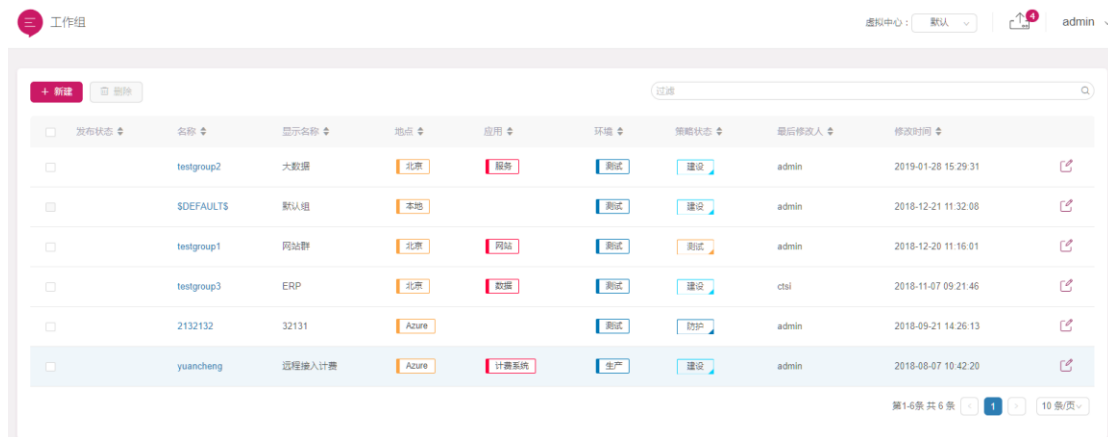 工作组 虚拟中心： 默认 4 admin
+ 新建 删除 过滤
发布状态 名称 显示名称 地点 应用 环境 策略状态 最后修改人 修改时间
testgroup2 大数据 北京 服务 测试 建设 admin 2019-01-28 15:29:31
$DEFAULT$ 默认组 本地 测试 建设 admin 2018-12-21 11:32:08
testgroup1 网站群 北京 网站 测试 测试 admin 2018-12-20 11:16:01
testgroup3 ERP 北京 数据 测试 建设 ctsi 2018-11-07 09:21:46
2132132 32131 Azure 测试 防护 admin 2018-09-21 14:26:13
yuancheng 远程接入计费 Azure 计费系统 生产 建设 admin 2018-08-07 10:42:20
第1-6条 共 6 条 < 1 > 10 条/页